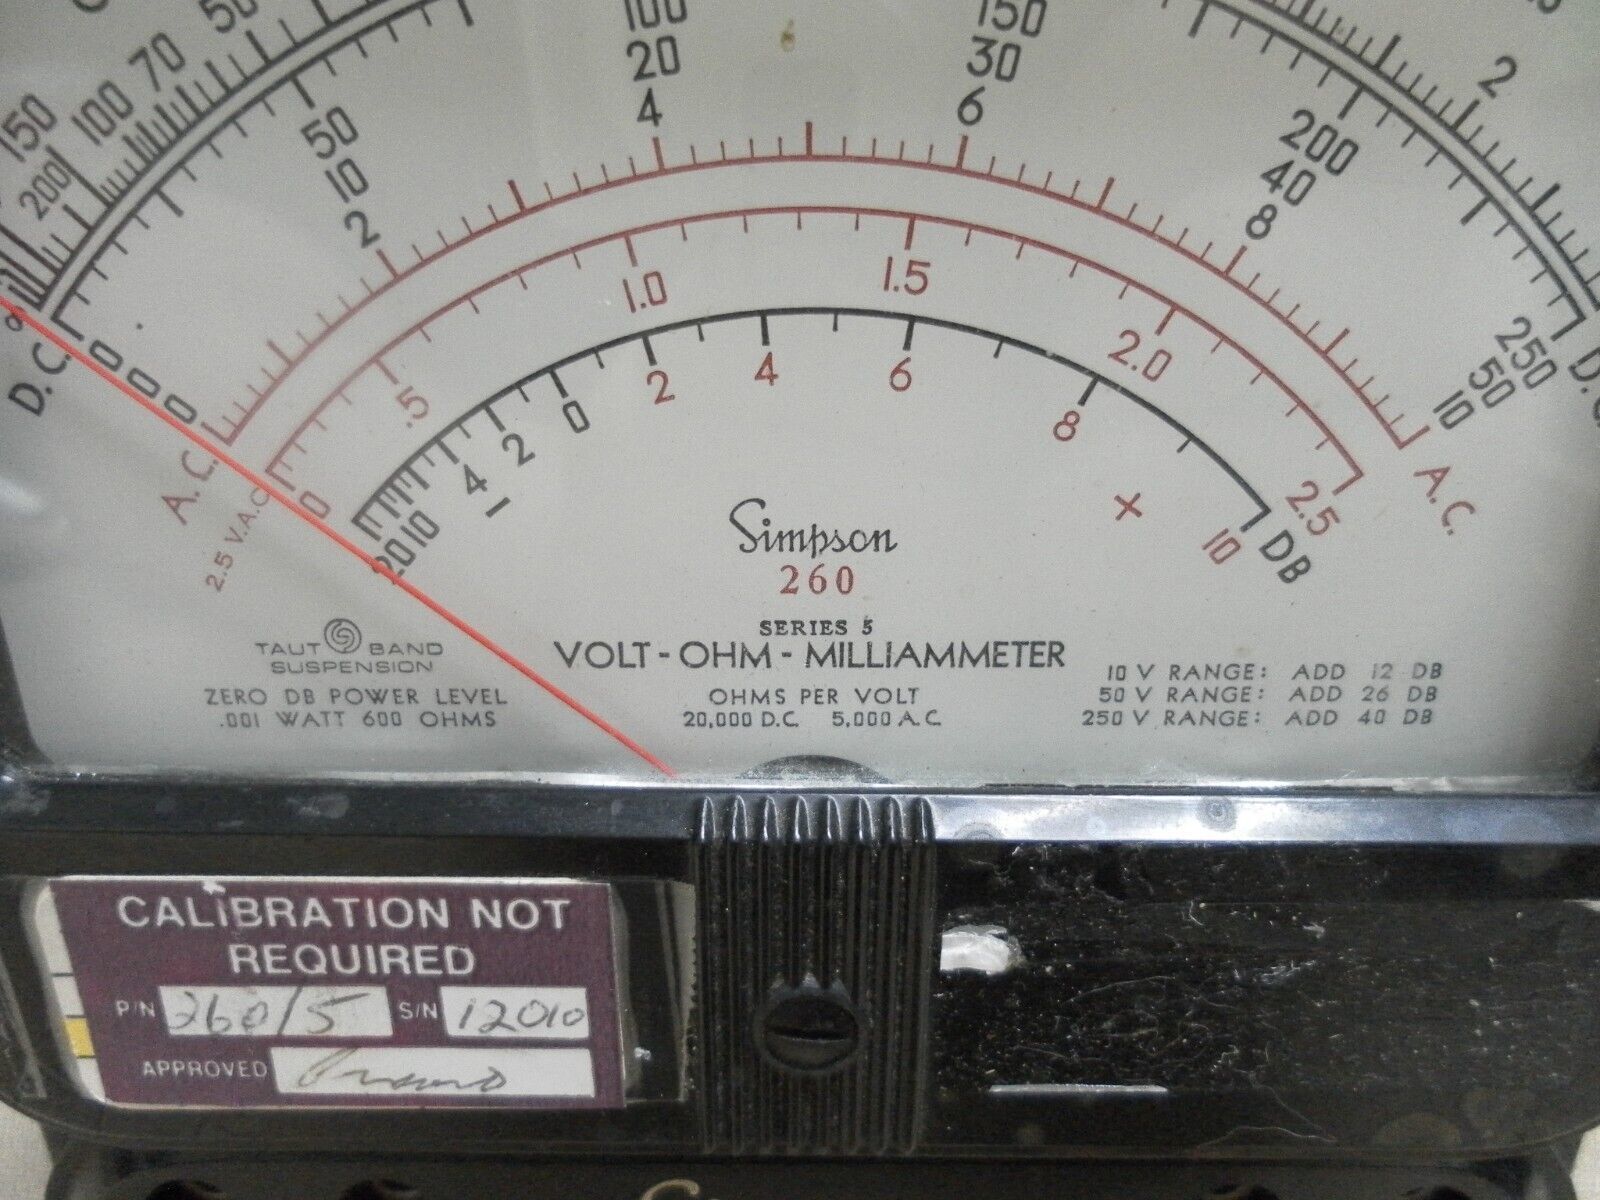 150 200 100 70 50
50 100 150 200 250
10 20 30 40 50
0 2 4 6 8 10
2
∞
D.C. 0 0 0
A.C. A.C.
2.5 V.A.C. 0 .5 1.0 1.5 2.0 2.5
20 10 4 2 0 2 4 6 8 10 DB
− +
Simpson
260
SERIES 5
TAUT BAND
SUSPENSION
VOLT - OHM - MILLIAMMETER
ZERO DB POWER LEVEL
.001 WATT 600 OHMS
OHMS PER VOLT
20,000 D.C. 5,000 A.C.
10 V RANGE: ADD 12 DB
50 V RANGE: ADD 26 DB
250 V RANGE: ADD 40 DB
CALIBRATION NOT
REQUIRED
P/N 260/5 S/N 12010
APPROVED